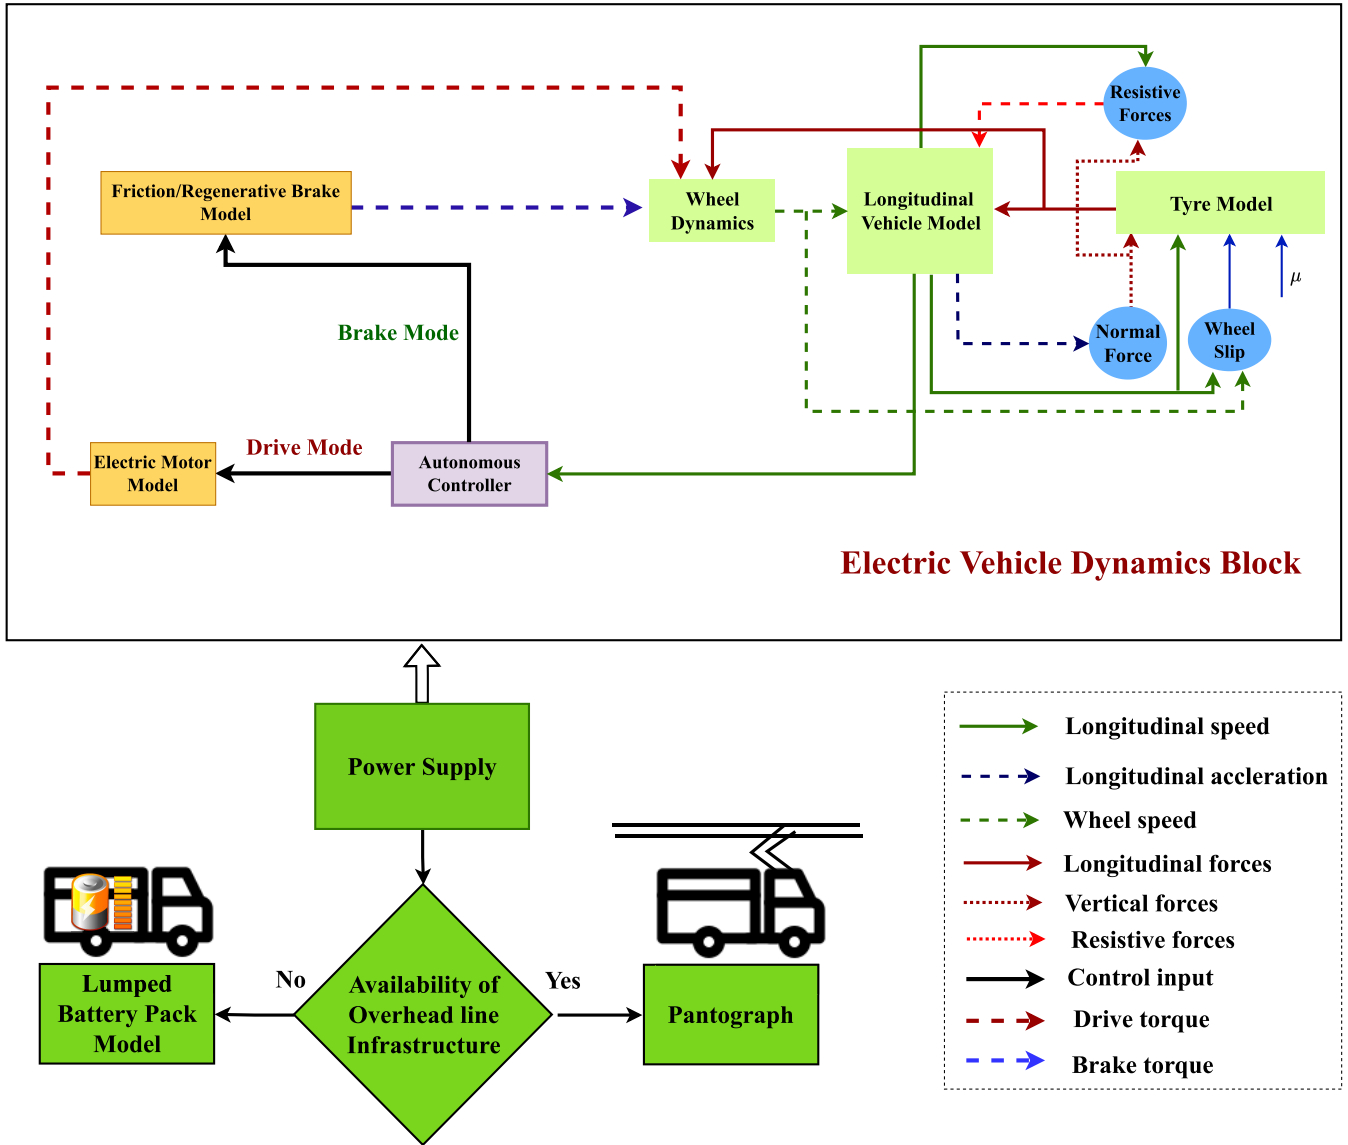 Resistive
Forces
Friction/Regenerative Brake
Model
Wheel
Dynamics
Longitudinal
Vehicle Model
Tyre Model
μ
Normal
Force
Wheel
Slip
Brake Mode
Drive Mode
Electric Motor
Model
Autonomous
Controller
Electric Vehicle Dynamics Block
Power Supply
Availability of
Overhead line
Infrastructure
No
Yes
Lumped
Battery Pack
Model
Pantograph
Longitudinal speed
Longitudinal accleration
Wheel speed
Longitudinal forces
Vertical forces
Resistive forces
Control input
Drive torque
Brake torque